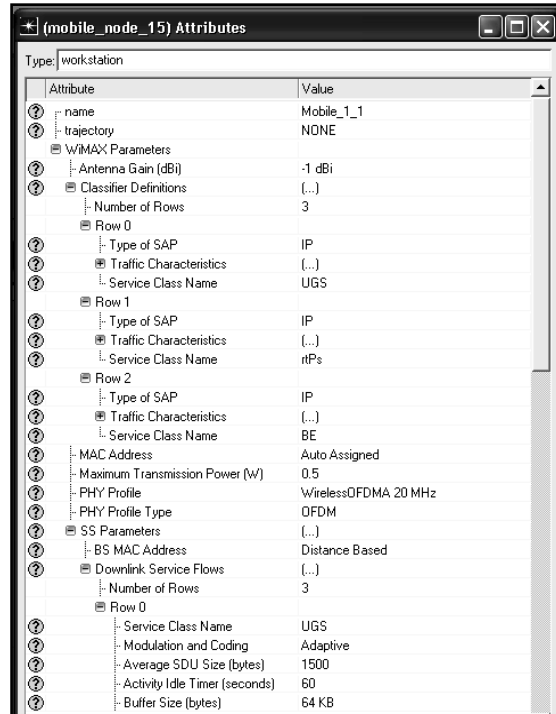 (mobile_node_15) Attributes
Type: workstation
Attribute Value
name Mobile_1_1
trajectory NONE
WiMAX Parameters
Antenna Gain (dBi) -1 dBi
Classifier Definitions (...)
Number of Rows 3
Row 0
Type of SAP IP
Traffic Characteristics (...)
Service Class Name UGS
Row 1
Type of SAP IP
Traffic Characteristics (...)
Service Class Name rtPs
Row 2
Type of SAP IP
Traffic Characteristics (...)
Service Class Name BE
MAC Address Auto Assigned
Maximum Transmission Power (W) 0.5
PHY Profile WirelessOFDMA 20 MHz
PHY Profile Type OFDM
SS Parameters (...)
BS MAC Address Distance Based
Downlink Service Flows (...)
Number of Rows 3
Row 0
Service Class Name UGS
Modulation and Coding Adaptive
Average SDU Size (bytes) 1500
Activity Idle Timer (seconds) 60
Buffer Size (bytes) 64 KB